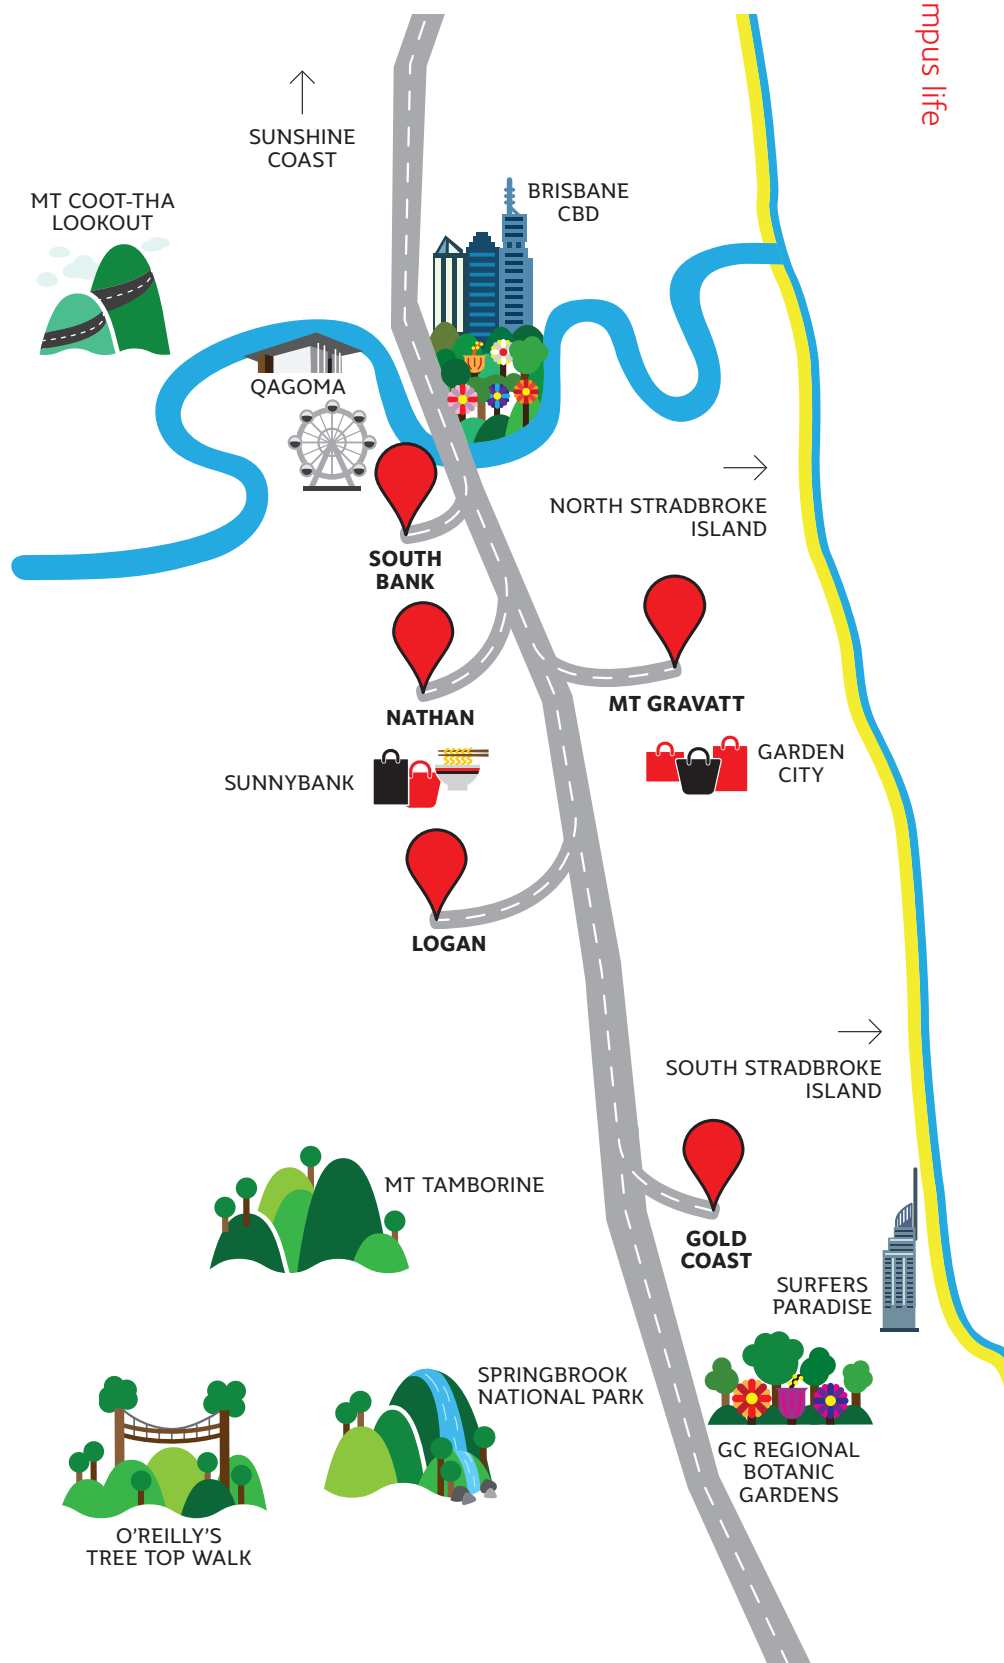 mpus life
SUNSHINE
COAST
BRISBANE
CBD
MT COOT-THA
LOOKOUT
QAGOMA
NORTH STRADBROKE
ISLAND
SOUTH
BANK
NATHAN
MT GRAVATT
SUNNYBANK
GARDEN
CITY
LOGAN
SOUTH STRADBROKE
ISLAND
MT TAMBORINE
GOLD
COAST
SURFERS
PARADISE
SPRINGBROOK
NATIONAL PARK
GC REGIONAL
BOTANIC
GARDENS
O'REILLY'S
TREE TOP WALK